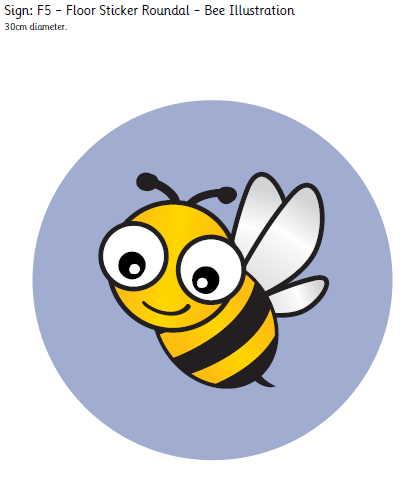 Sign: F5 – Floor Sticker Roundal – Bee Illustration
30cm diameter.